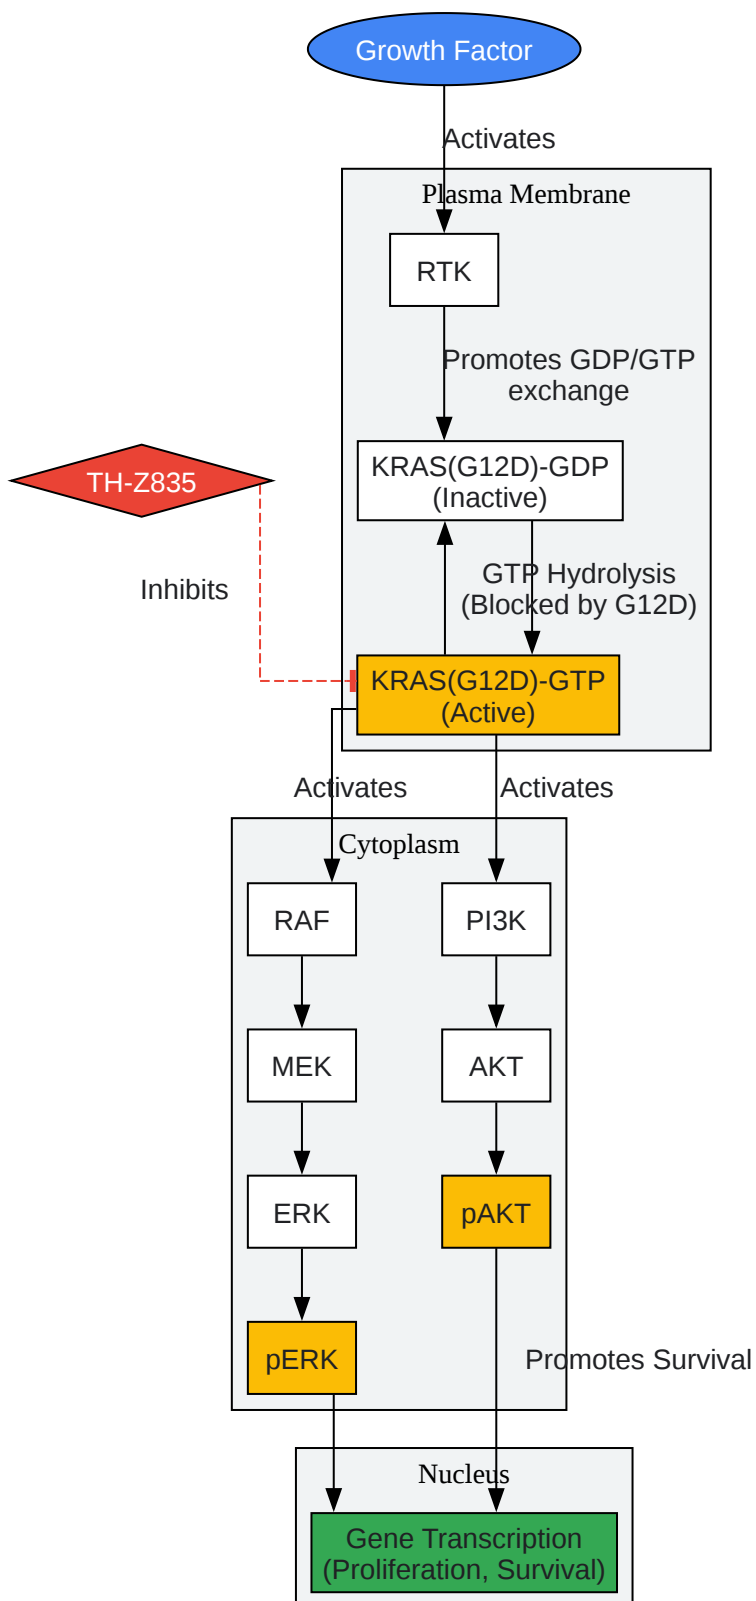 Growth Factor
Activates
Plasma Membrane
RTK
Promotes GDP/GTP
exchange
KRAS(G12D)-GDP
(Inactive)
TH-Z835
Inhibits
GTP Hydrolysis
(Blocked by G12D)
KRAS(G12D)-GTP
(Active)
Activates
Activates
Cytoplasm
RAF
PI3K
MEK
AKT
ERK
pAKT
pERK
Promotes Survival
Nucleus
Gene Transcription
(Proliferation, Survival)